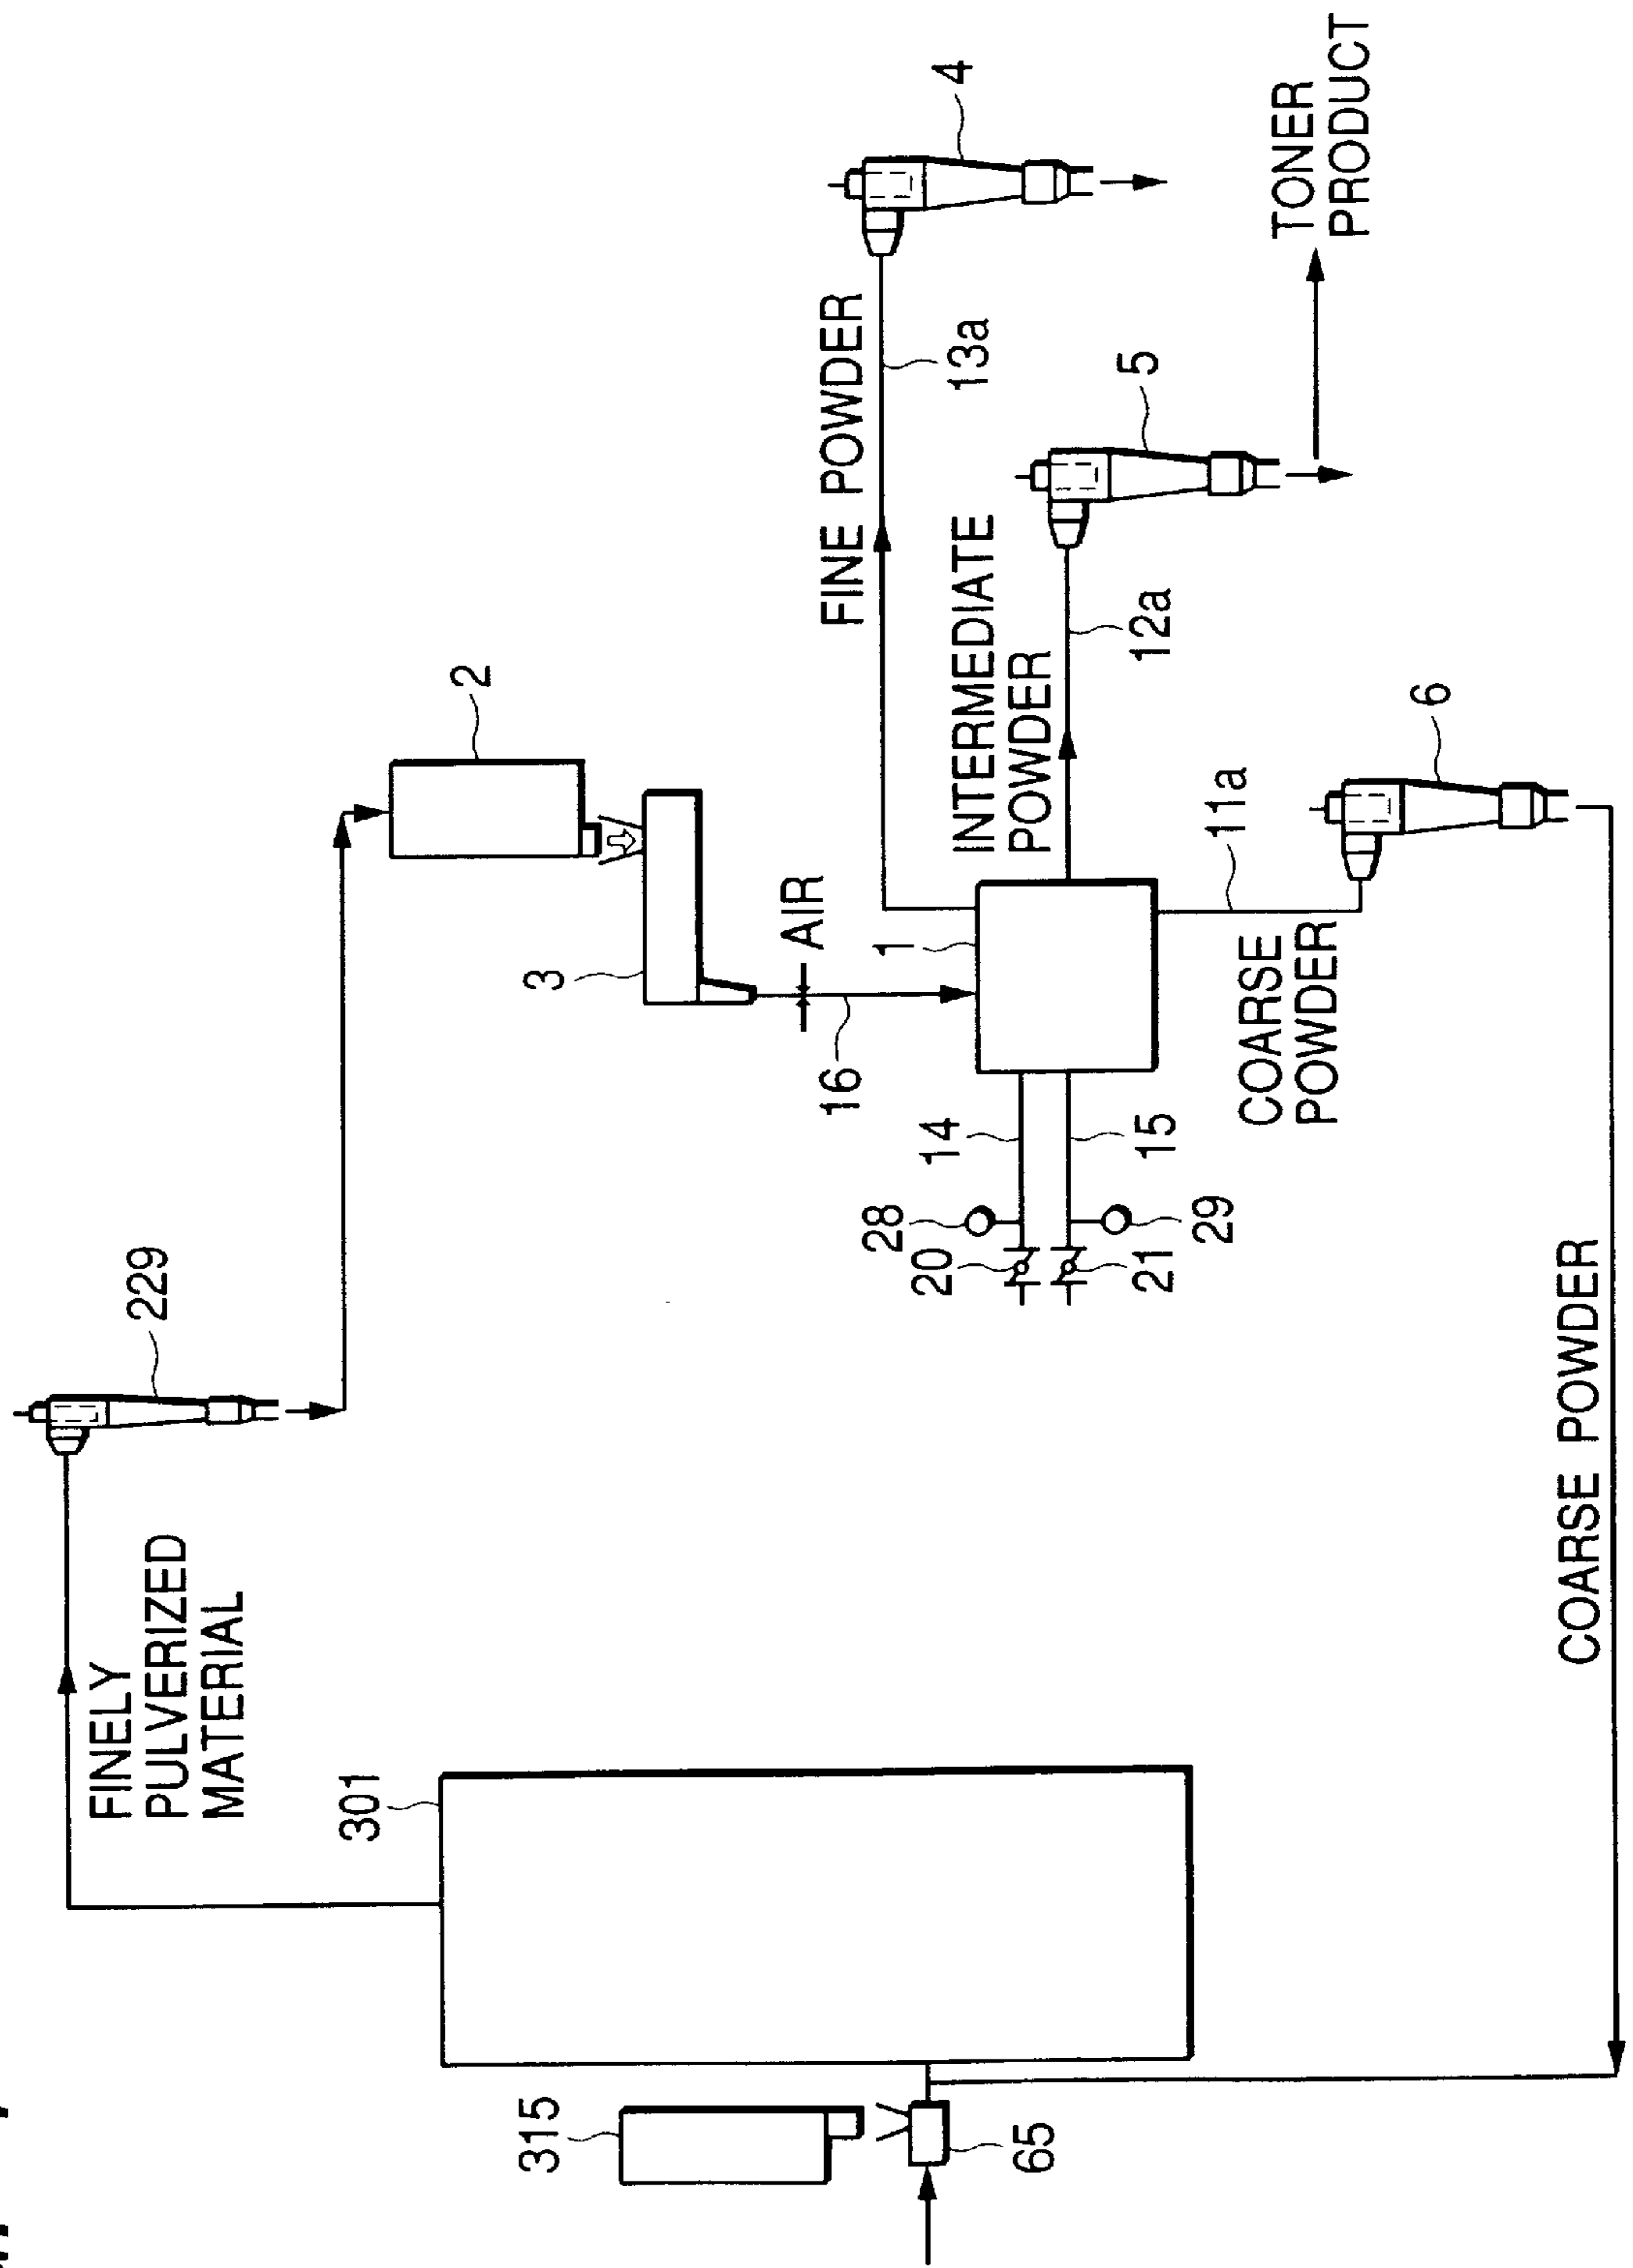 FINELY
PULVERIZED
MATERIAL
229
301
2
315
3
AIR
16
FINE POWDER
28
1
20
14
4
13a
INTERMEDIATE
POWDER
65
5
21
15
12a
29
11a
COARSE
POWDER
TONER
PRODUCT
6
COARSE POWDER